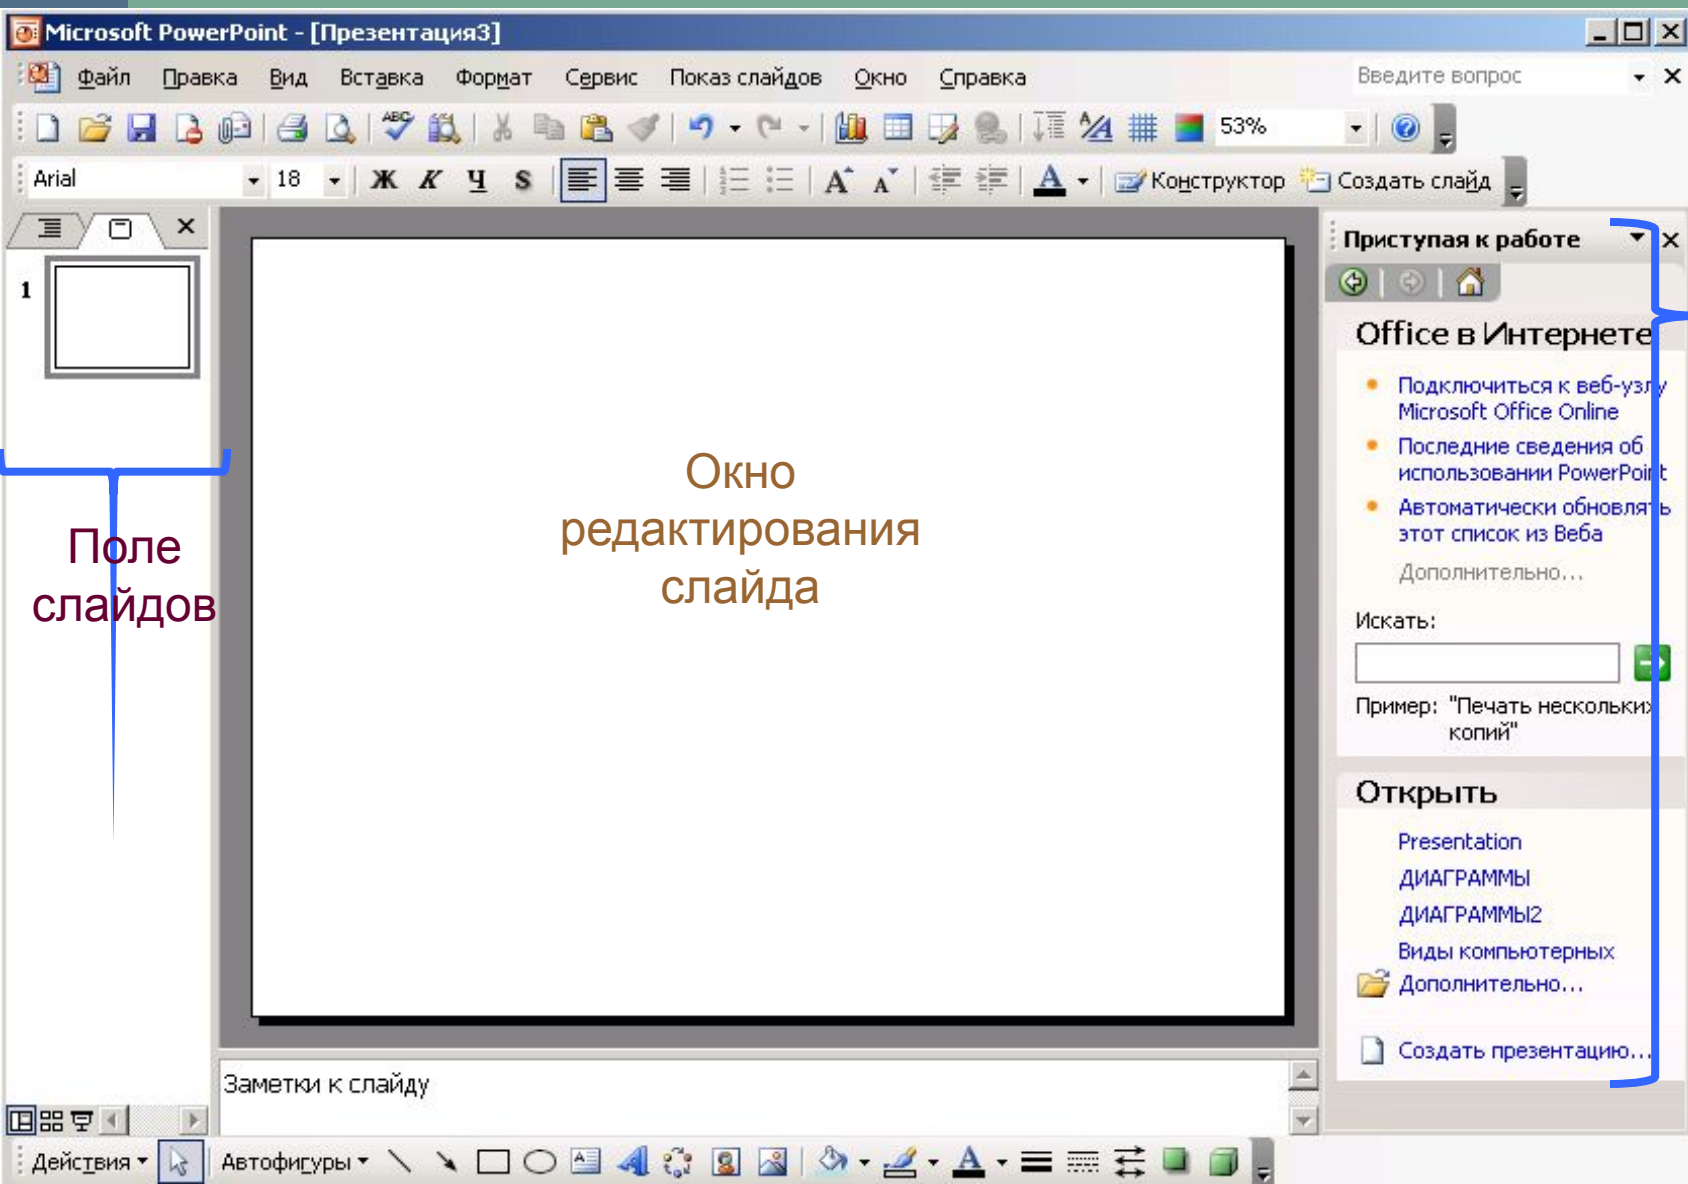 Microsoft PowerPoint - [Презентация3]
Файл Правка Вид Вставка Формат Сервис Показ слайдов Окно Справка Введите вопрос
53%
Arial 18 Ж К Ч S Конструктор Создать слайд
Приступая к работе
1
Office в Интернете
Подключиться к веб-узлу
Microsoft Office Online
Последние сведения об
использовании PowerPoint
Автоматически обновлять
этот список из Веба
Дополнительно...
Искать:
Пример: "Печать нескольких
копий"
Открыть
Presentation
ДИАГРАММЫ
ДИАГРАММЫ2
Виды компьютерных
Дополнительно...
Создать презентацию...
Окно
редактирования
слайда
Поле
слайдов
Заметки к слайду
Действия Автофигуры